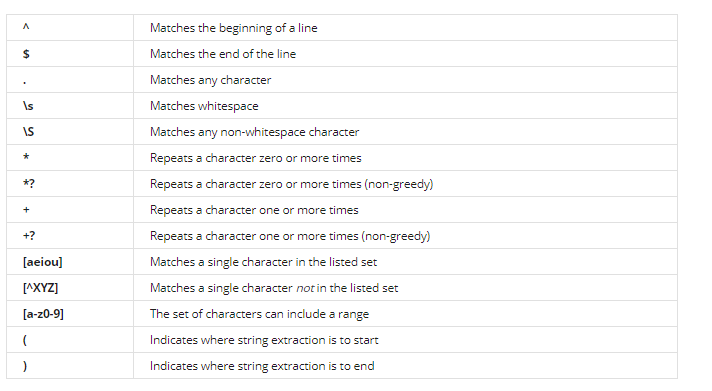 ^ Matches the beginning of a line
$ Matches the end of the line
. Matches any character
\s Matches whitespace
\S Matches any non-whitespace character
* Repeats a character zero or more times
*? Repeats a character zero or more times (non-greedy)
+ Repeats a character one or more times
+? Repeats a character one or more times (non-greedy)
[aeiou] Matches a single character in the listed set
[^XYZ] Matches a single character not in the listed set
[a-z0-9] The set of characters can include a range
( Indicates where string extraction is to start
) Indicates where string extraction is to end